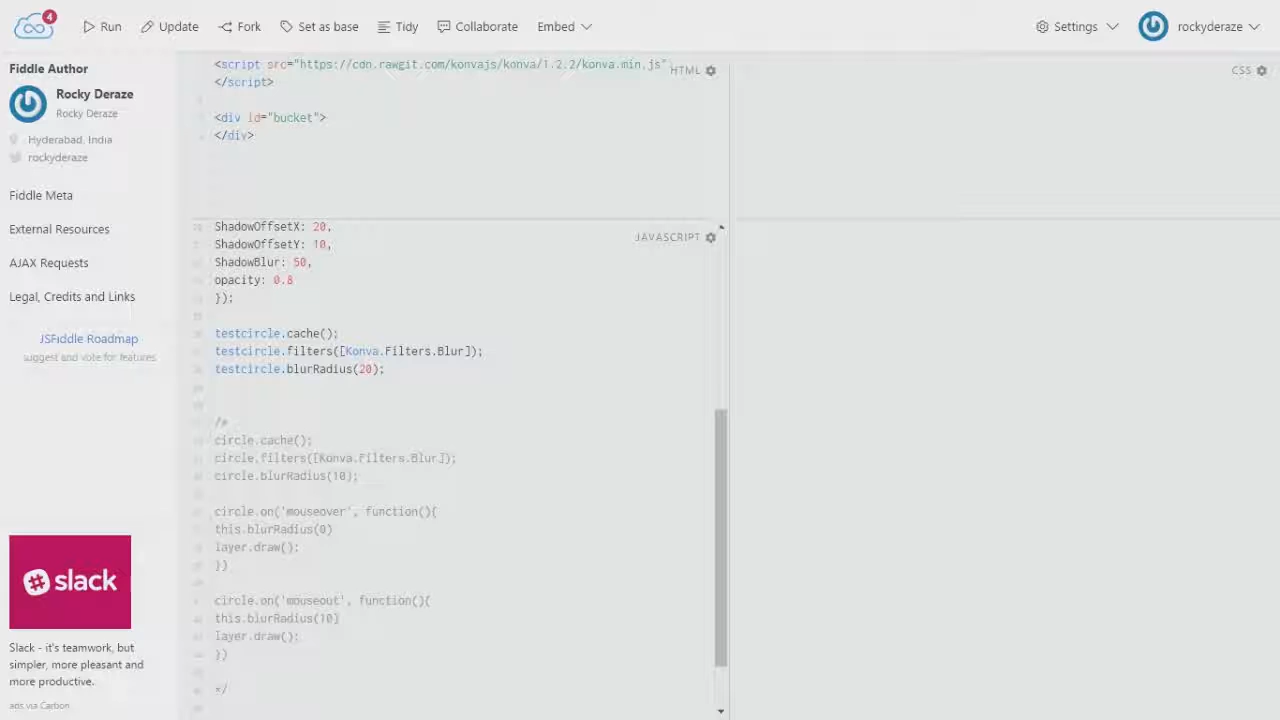 4
Run
Update
Fork
Set as base
Tidy
Collaborate
Embed
Settings
rockyderaze
Fiddle Author
Rocky Deraze
Rocky Deraze
Hyderabad, India
rockyderaze
Fiddle Meta
External Resources
AJAX Requests
Legal, Credits and Links
JSFiddle Roadmap
suggest and vote for features
slack
Slack - it's teamwork, but
simpler, more pleasant and
more productive.
ads via Carbon
<script src="https://cdn.rawgit.com/konvajs/konva/1.2.2/konva.min.js"
</script>
<div id="bucket">
</div>
HTML
CSS
ShadowOffsetX: 20,
ShadowOffsetY: 10,
ShadowBlur: 50,
opacity: 0.8
});
testcircle.cache();
testcircle.filters([Konva.Filters.Blur]);
testcircle.blurRadius(20);
/*
circle.cache();
circle.filters([Konva.Filters.Blur]);
circle.blurRadius(10);
circle.on('mouseover', function(){
this.blurRadius(0)
layer.draw();
})
circle.on('mouseout', function(){
this.blurRadius(10)
layer.draw();
})
*/
JAVASCRIPT